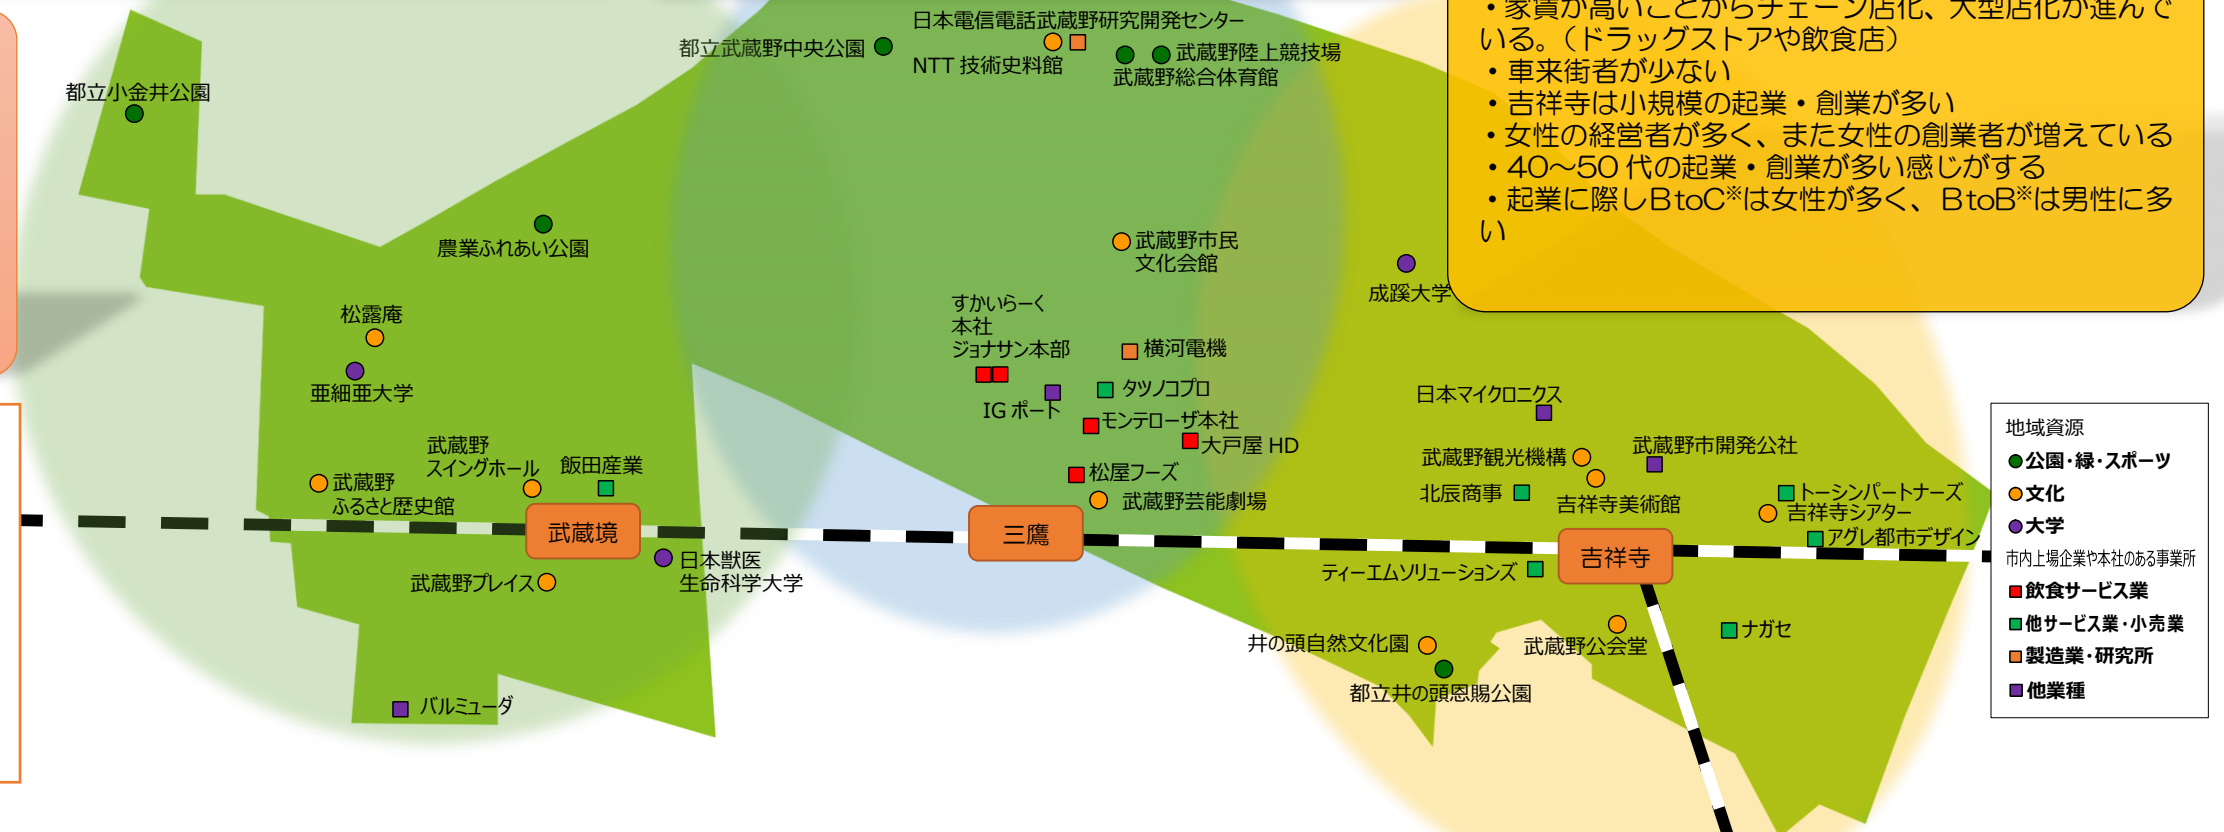 ・家賃が高いことからチェーン店化、大型店化が進んで
いる。（ドラッグストアや飲食店）
・車来街者が少ない
・吉祥寺は小規模の起業・創業が多い
・女性の経営者が多く、また女性の創業者が増えている
・40～50代の起業・創業が多い感じがする
・起業に際しBtoC※は女性が多く、BtoB※は男性に多
い
日本電信電話武蔵野研究開発センター
都立武蔵野中央公園
NTT 技術史料館
武蔵野陸上競技場
武蔵野総合体育館
都立小金井公園
農業ふれあい公園
武蔵野市民
文化会館
成蹊大学
松露庵
亜細亜大学
すかいらーく
本社
ジョナサン本部
横河電機
IG ポート
タツノコプロ
モンテローザ本社
大戸屋 HD
松屋フーズ
武蔵野芸能劇場
日本マイクロニクス
武蔵野観光機構
武蔵野市開発公社
北辰商事
吉祥寺美術館
トーシンパートナーズ
吉祥寺シアター
アグレ都市デザイン
武蔵野
スイングホール
飯田産業
武蔵野
ふるさと歴史館
武蔵境
三鷹
吉祥寺
日本獣医
生命科学大学
武蔵野プレイス
ティーエムソリューションズ
井の頭自然文化園
武蔵野公会堂
ナガセ
都立井の頭恩賜公園
バルミューダ
地域資源
公園・緑・スポーツ
文化
大学
市内上場企業や本社のある事業所
飲食サービス業
他サービス業・小売業
製造業・研究所
他業種